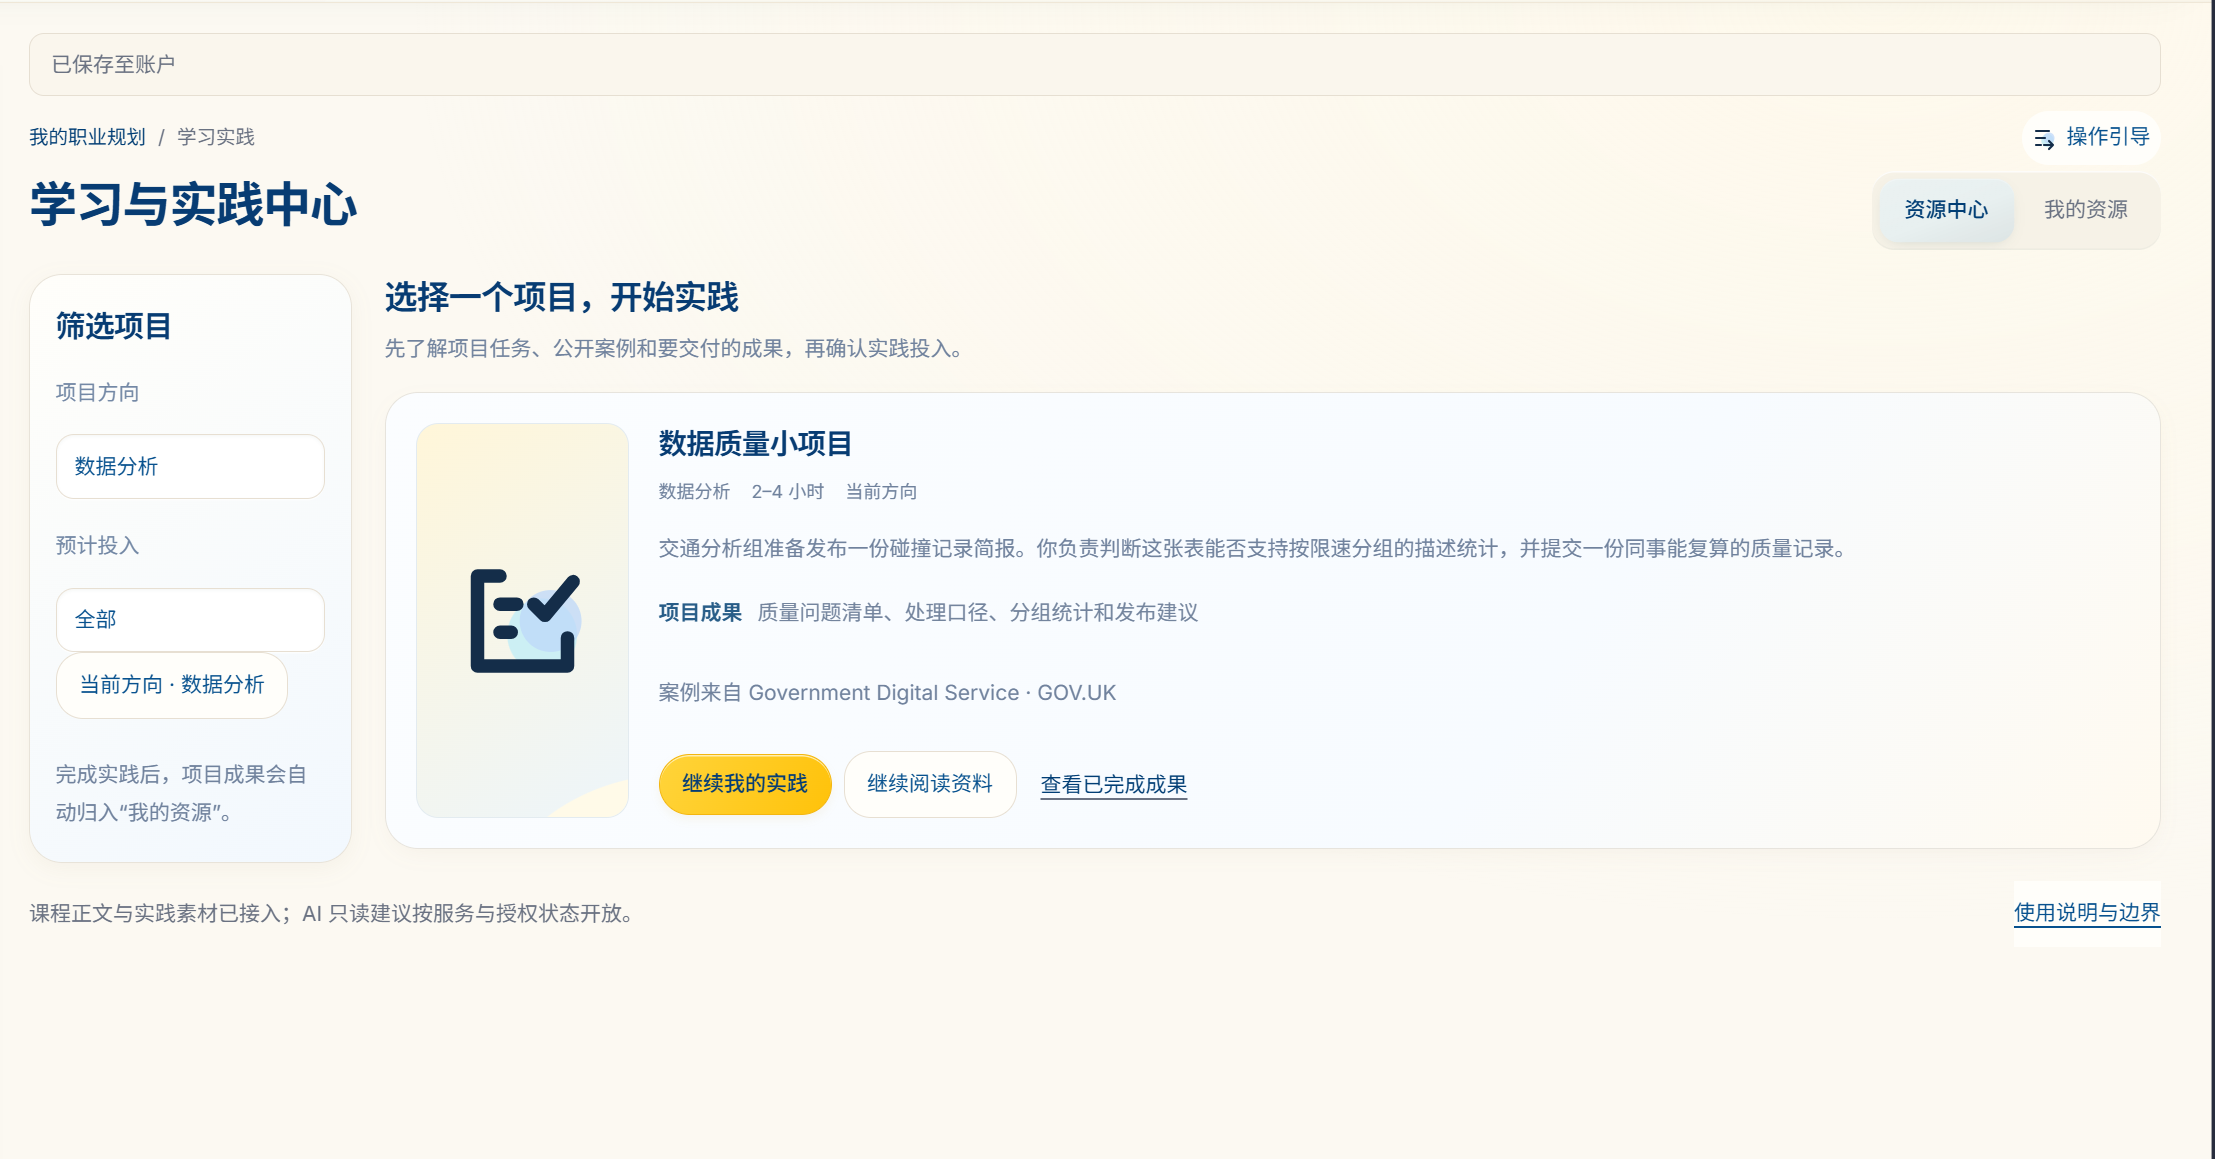 已保存至账户
我的职业规划 / 学习实践
操作引导
学习与实践中心
资源中心 我的资源
筛选项目
项目方向
数据分析
预计投入
全部
当前方向 · 数据分析
完成实践后，项目成果会自
动归入“我的资源”。
选择一个项目，开始实践
先了解项目任务、公开案例和要交付的成果，再确认实践投入。
数据质量小项目
数据分析 2–4 小时 当前方向
交通分析组准备发布一份碰撞记录简报。你负责判断这张表能否支持按限速分组的描述统计，并提交一份同事能复算的质量记录。
项目成果 质量问题清单、处理口径、分组统计和发布建议
案例来自 Government Digital Service · GOV.UK
继续我的实践 继续阅读资料 查看已完成成果
课程正文与实践素材已接入；AI 只读建议按服务与授权状态开放。
使用说明与边界